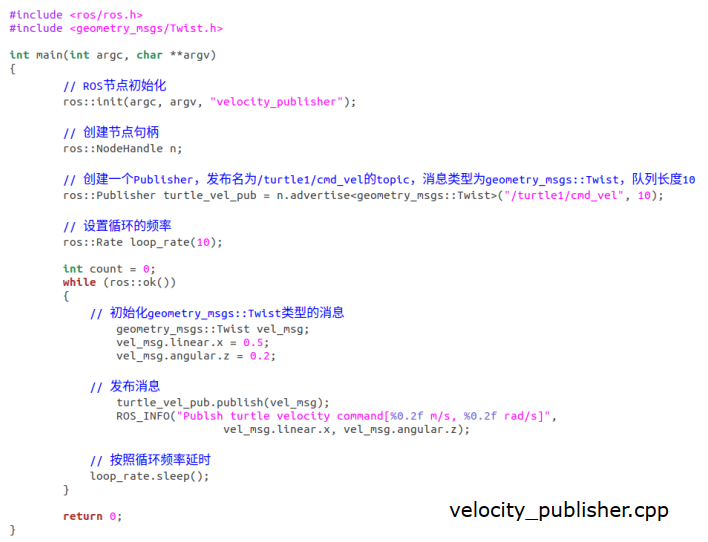 #include <ros/ros.h>
#include <geometry_msgs/Twist.h>
int main(int argc, char **argv)
{
// ROS节点初始化
ros::init(argc, argv, "velocity_publisher");
// 创建节点句柄
ros::NodeHandle n;
// 创建一个Publisher，发布名为/turtle1/cmd_vel的topic，消息类型为geometry_msgs::Twist，队列长度10
ros::Publisher turtle_vel_pub = n.advertise<geometry_msgs::Twist>("/turtle1/cmd_vel", 10);
// 设置循环的频率
ros::Rate loop_rate(10);
int count = 0;
while (ros::ok())
{
// 初始化geometry_msgs::Twist类型的消息
geometry_msgs::Twist vel_msg;
vel_msg.linear.x = 0.5;
vel_msg.angular.z = 0.2;
// 发布消息
turtle_vel_pub.publish(vel_msg);
ROS_INFO("Publsh turtle velocity command[%0.2f m/s, %0.2f rad/s]",
vel_msg.linear.x, vel_msg.angular.z);
// 按照循环频率延时
loop_rate.sleep();
}
return 0;
}
velocity_publisher.cpp